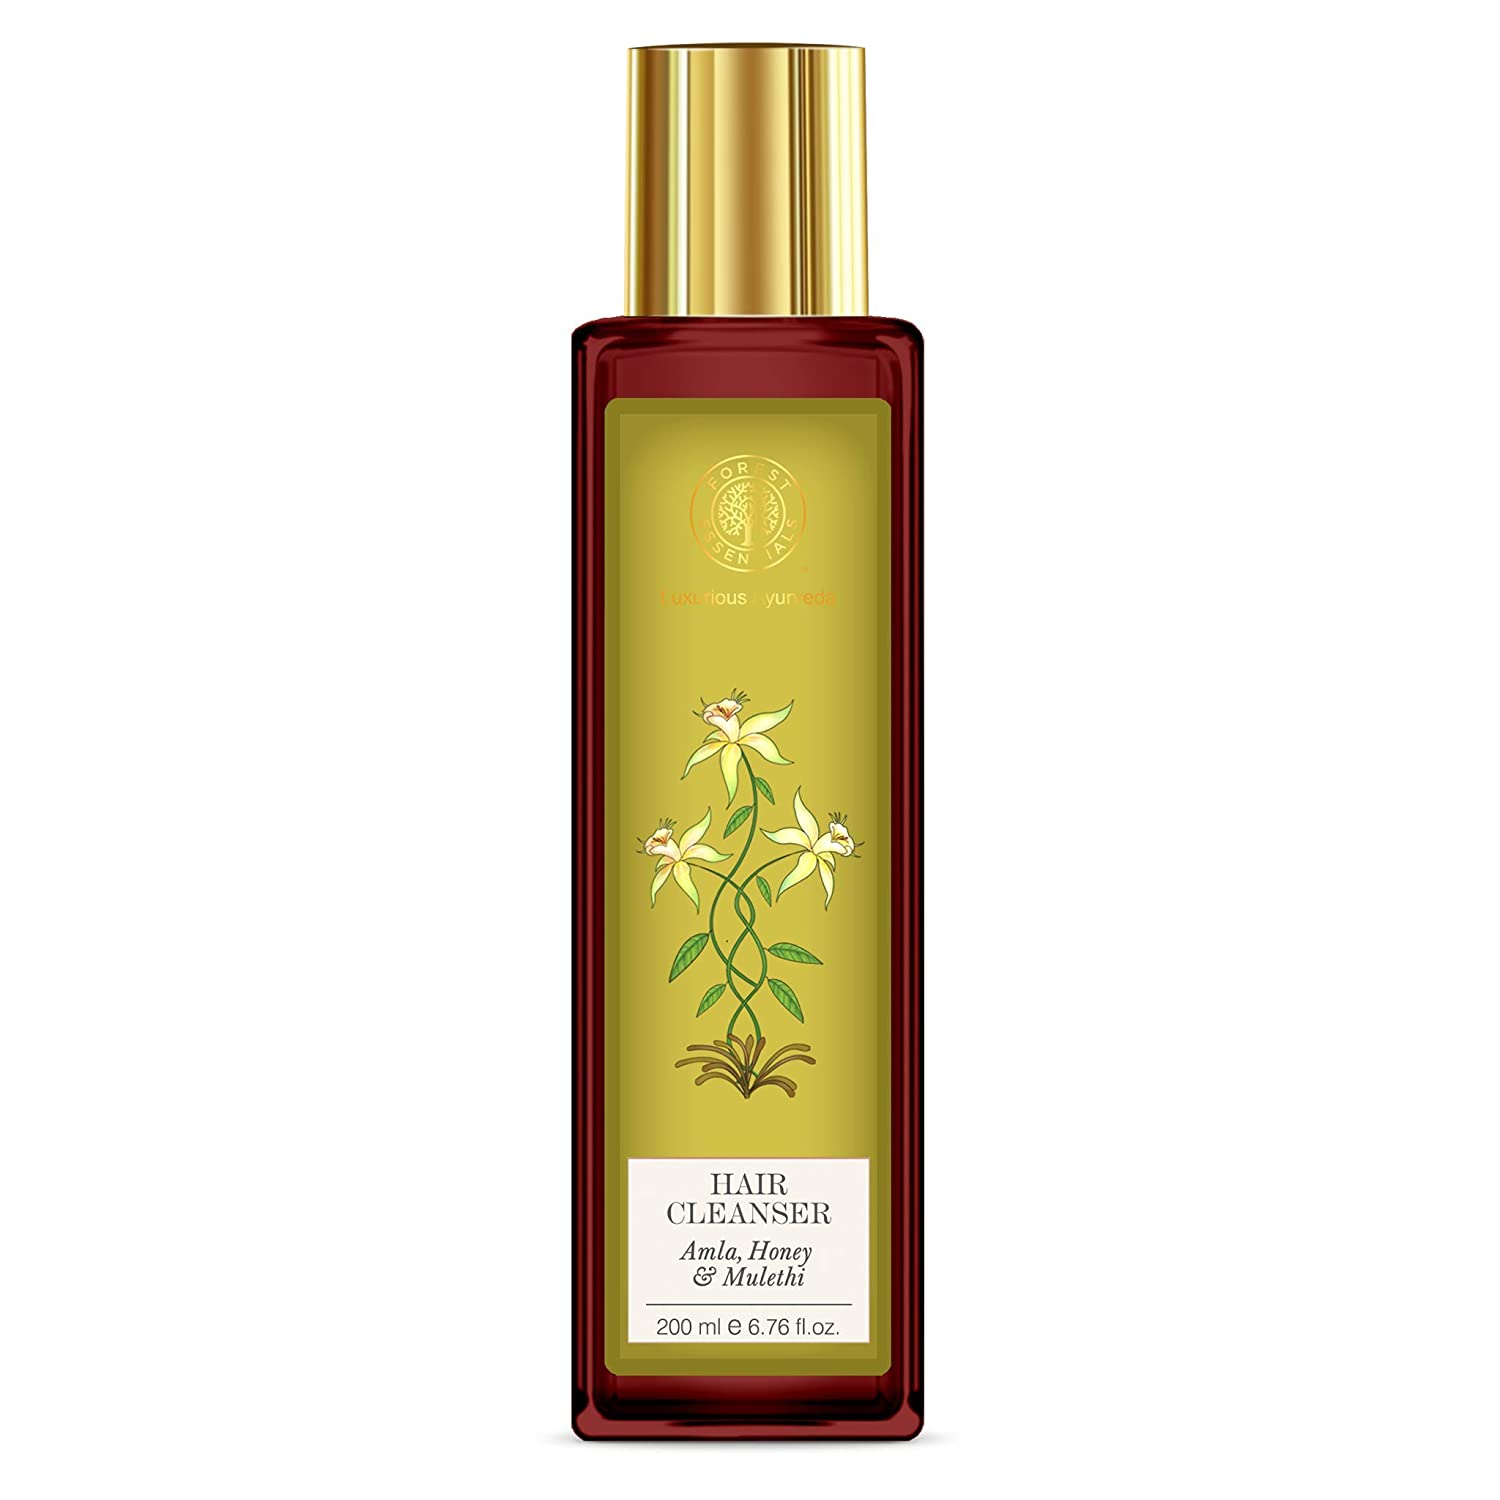 FOREST
ESSENTIALS
Luxurious Ayurveda
HAIR
CLEANSER
Amla, Honey
& Mulethi
200 ml e 6.76 fl.oz.